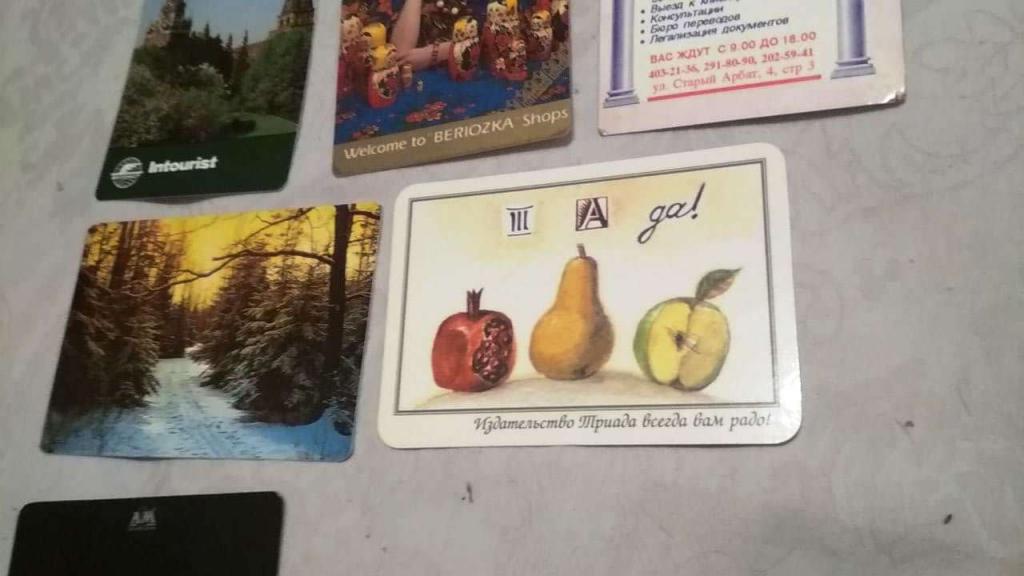 Intourist
Welcome to BERIOZKA Shops
• Консультации
• Бюро переводов
• Легализация документов
ВАС ЖДУТ С 9.00 ДО 18.00
403-21-36, 291-80-90, 202-59-41
ул. Старый Арбат, 4, стр 3
Ш А да!
Издательство Триада всегда вам радо!
АМ